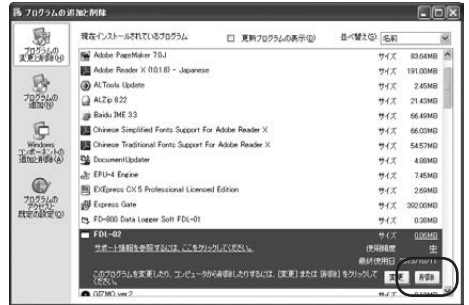 プログラムの追加と削除
現在インストールされているプログラム:
更新プログラムの表示(D)
並べ替え(S):
名前
プログラムの
変更と削除(H)
プログラムの
追加(N)
Windows
コンポーネントの
追加と削除(A)
プログラムの
アクセスと
既定の設定(O)
Adobe PageMaker 7.0J サイズ 83.64MB
Adobe Reader X (10.1.8) - Japanese サイズ 191.00MB
ALTools Update サイズ 2.45MB
ALZip 8.22 サイズ 21.43MB
Baidu IME 3.3 サイズ 66.49MB
Chinese Simplified Fonts Support For Adobe Reader X サイズ 66.03MB
Chinese Traditional Fonts Support For Adobe Reader X サイズ 54.57MB
DocumentUpdater サイズ 4.88MB
EPU-4 Engine サイズ 7.45MB
EXEpress CX 5 Professional Licensed Edition サイズ 2.69MB
Express Gate サイズ 392.00MB
FD-800 Data Logger Soft FDL-01 サイズ 0.38MB
FDL-02 サイズ 0.06MB
サポート情報を参照するには、ここをクリックしてください。 使用頻度 中
最終使用日 2013/10/11
このプログラムを変更したり、コンピュータから削除したりするには、[変更] または [削除] をクリックして
ください。
変更 削除
GIZMO ver.2 サイズ